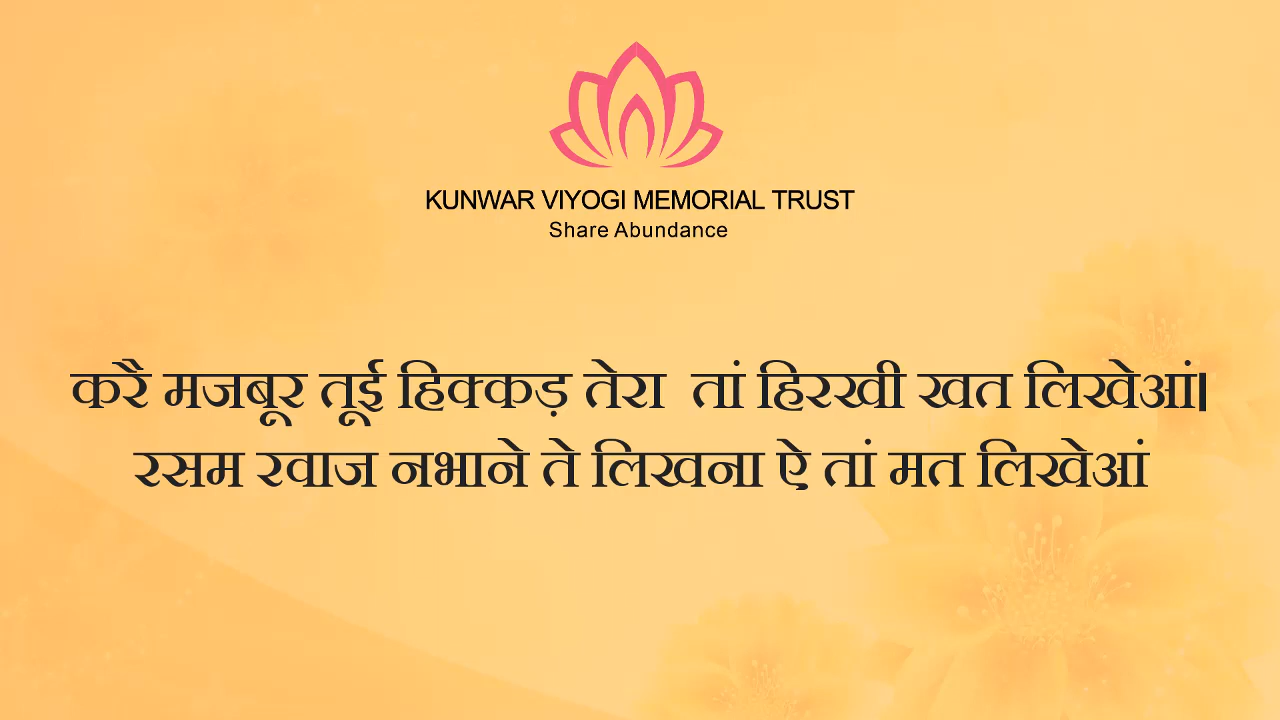 KUNWAR VIYOGI MEMORIAL TRUST
Share Abundance
करै मजबूर तूई हिक्कड़ तेरा तां हिरखी खत लिखेआं।
रसम रवाज नभाने ते लिखना ऐ तां मत लिखेआं